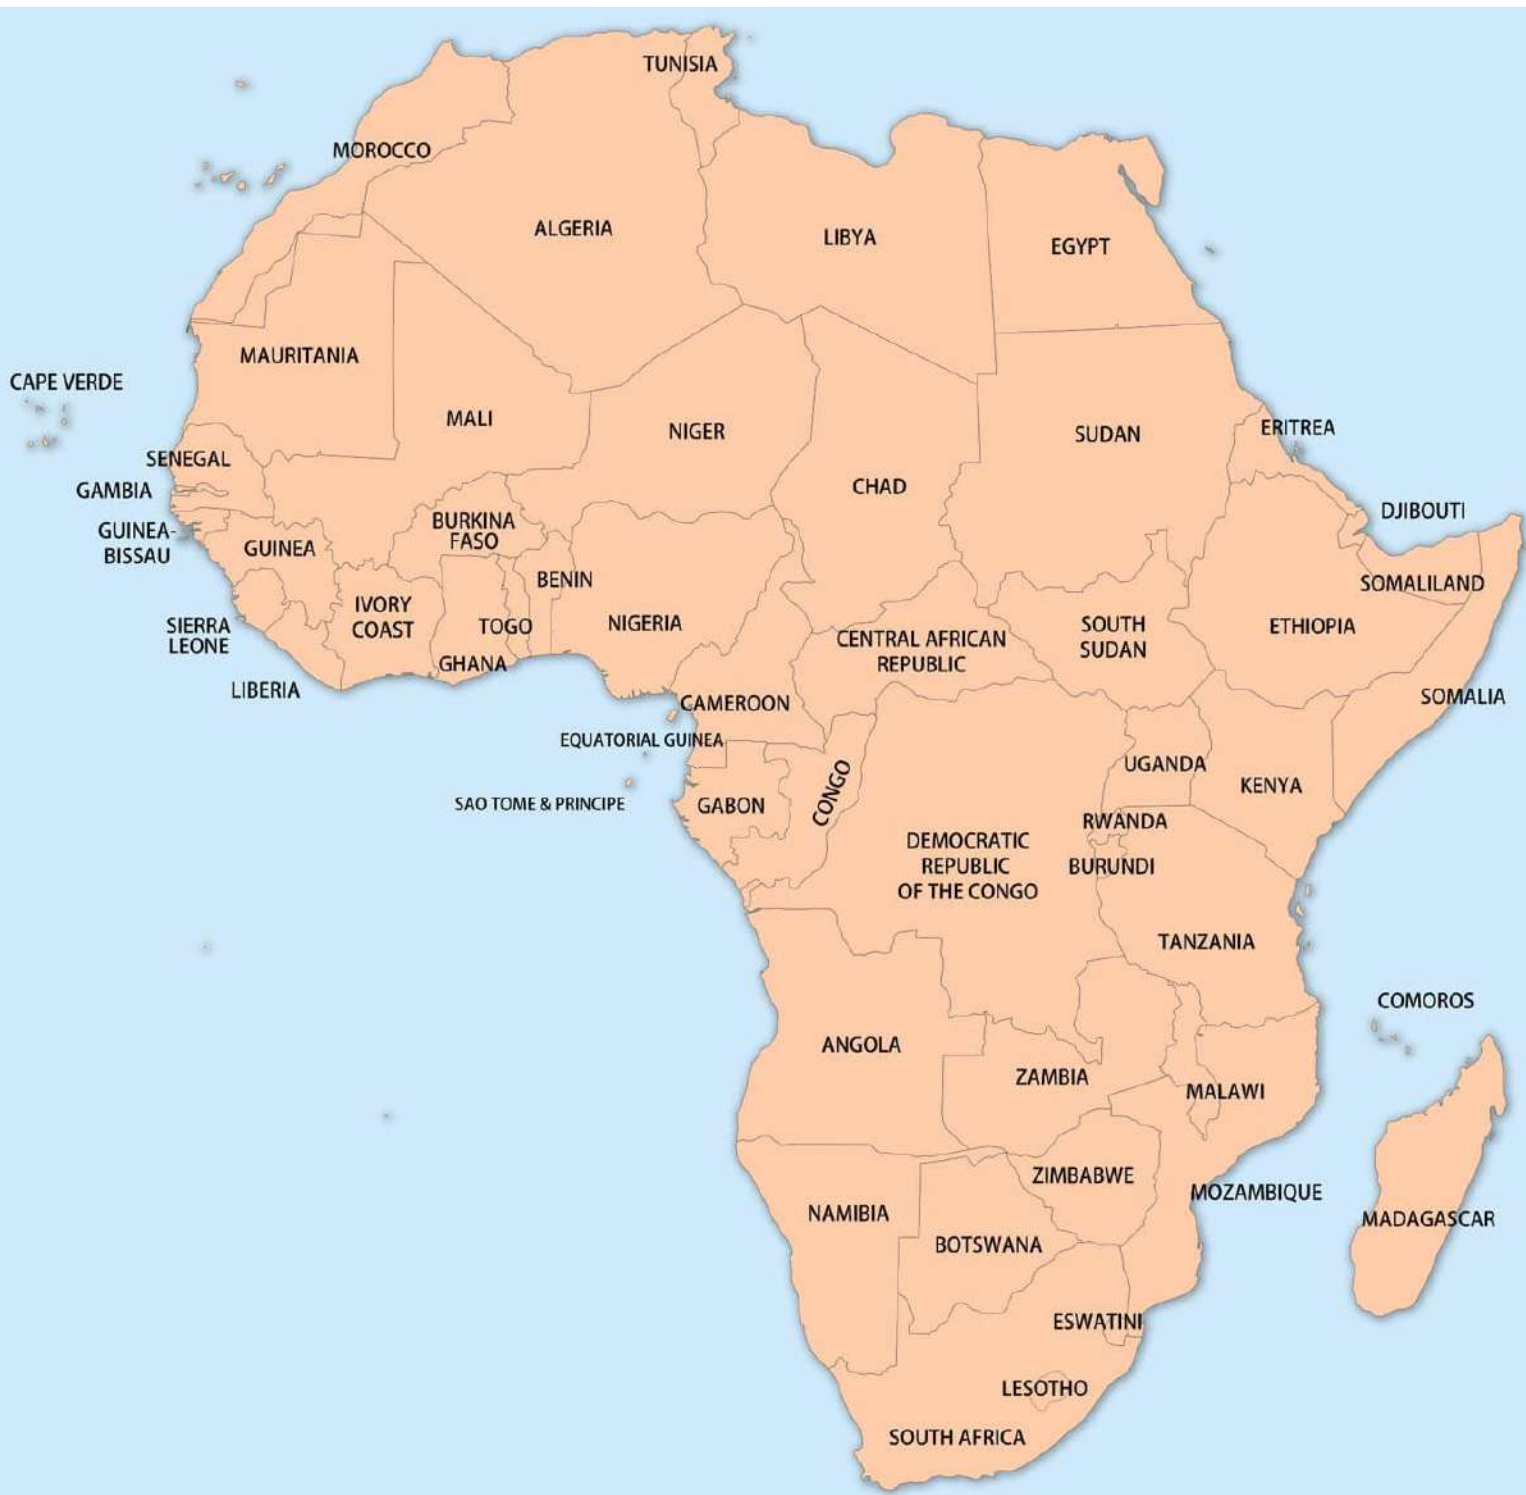 TUNISIA
MOROCCO
ALGERIA
LIBYA
EGYPT
MAURITANIA
CAPE VERDE
MALI
NIGER
SUDAN
ERITREA
SENEGAL
CHAD
GAMBIA
DJIBOUTI
GUINEA-
BISSAU
GUINEA
BURKINA
FASO
BENIN
SOMALILAND
IVORY
COAST
SIERRA
LEONE
TOGO
NIGERIA
CENTRAL AFRICAN
REPUBLIC
SOUTH
SUDAN
ETHIOPIA
GHANA
LIBERIA
CAMEROON
SOMALIA
EQUATORIAL GUINEA
UGANDA
KENYA
SAO TOME & PRINCIPE
GABON
CONGO
RWANDA
DEMOCRATIC
REPUBLIC
OF THE CONGO
BURUNDI
TANZANIA
COMOROS
ANGOLA
ZAMBIA
MALAWI
ZIMBABWE
MOZAMBIQUE
NAMIBIA
MADAGASCAR
BOTSWANA
ESWATINI
LESOTHO
SOUTH AFRICA